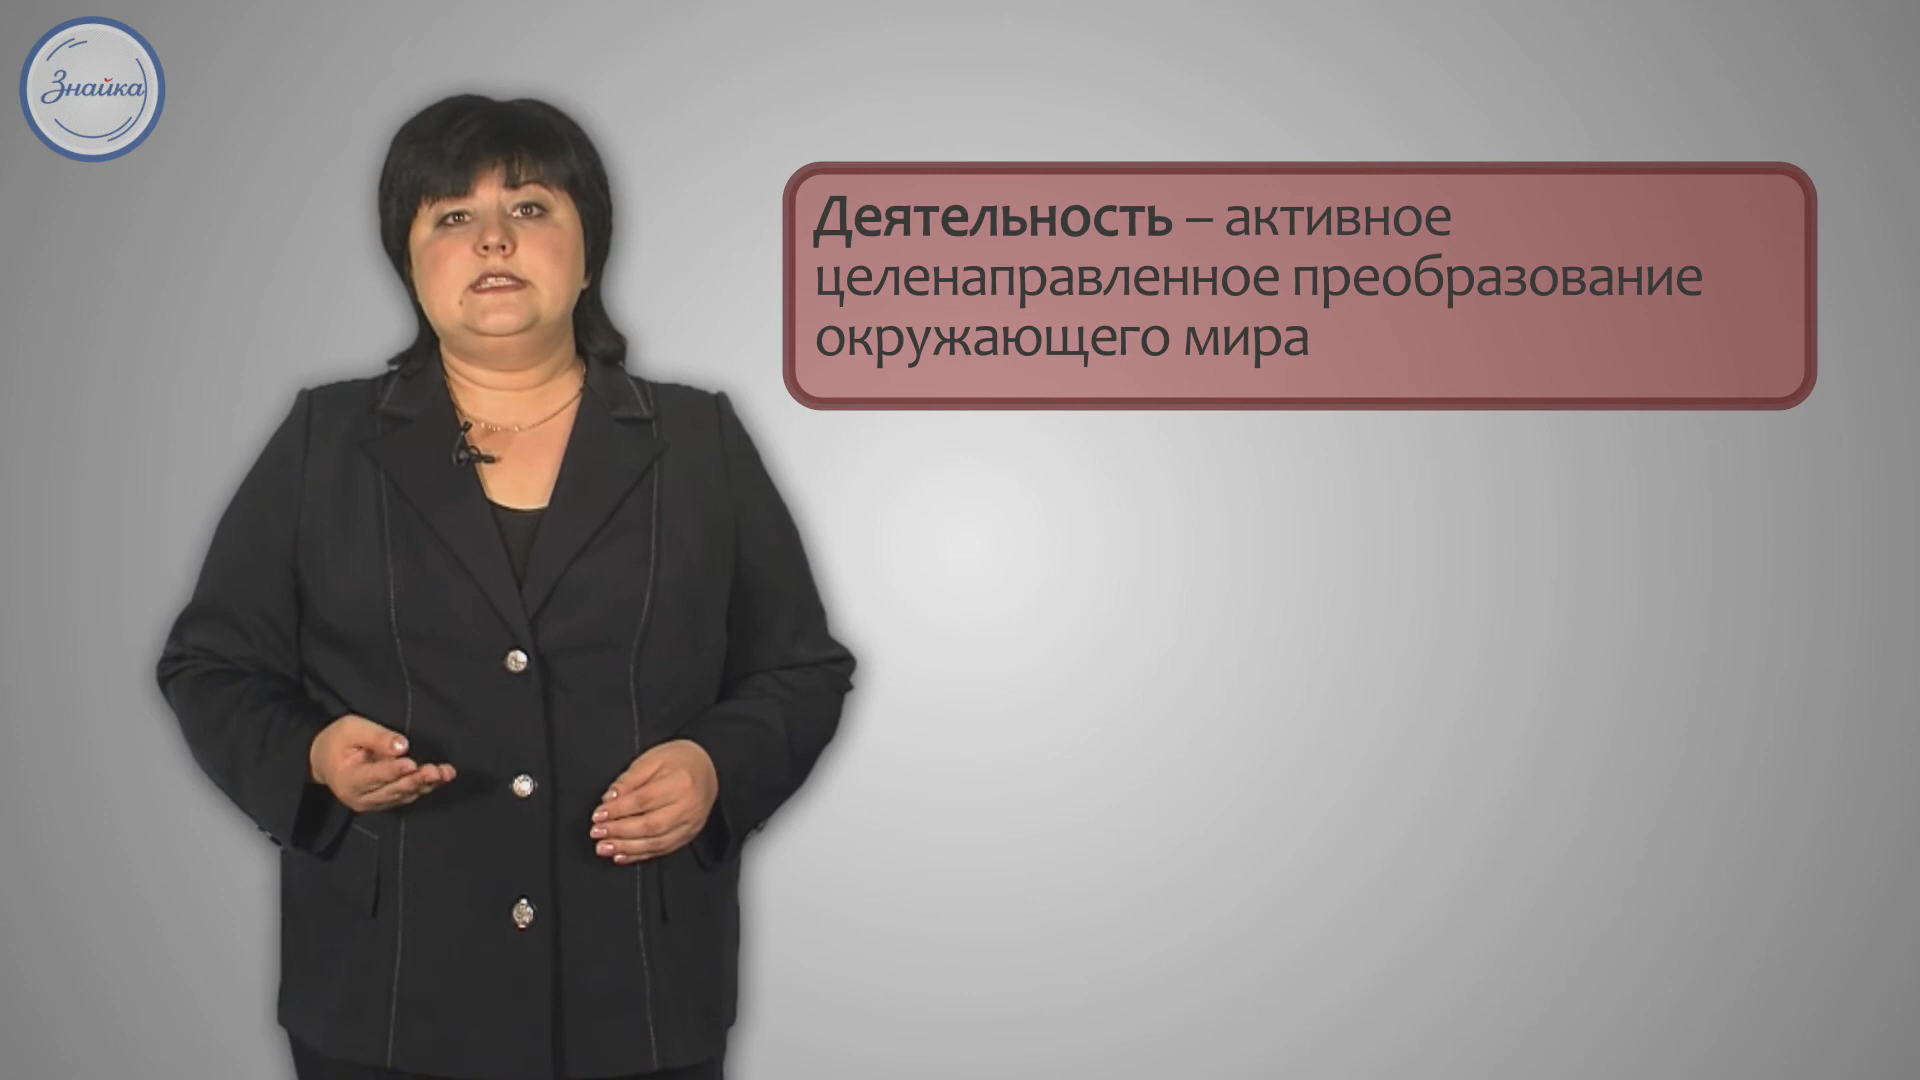 Знайка
Деятельность – активное
целенаправленное преобразование
окружающего мира